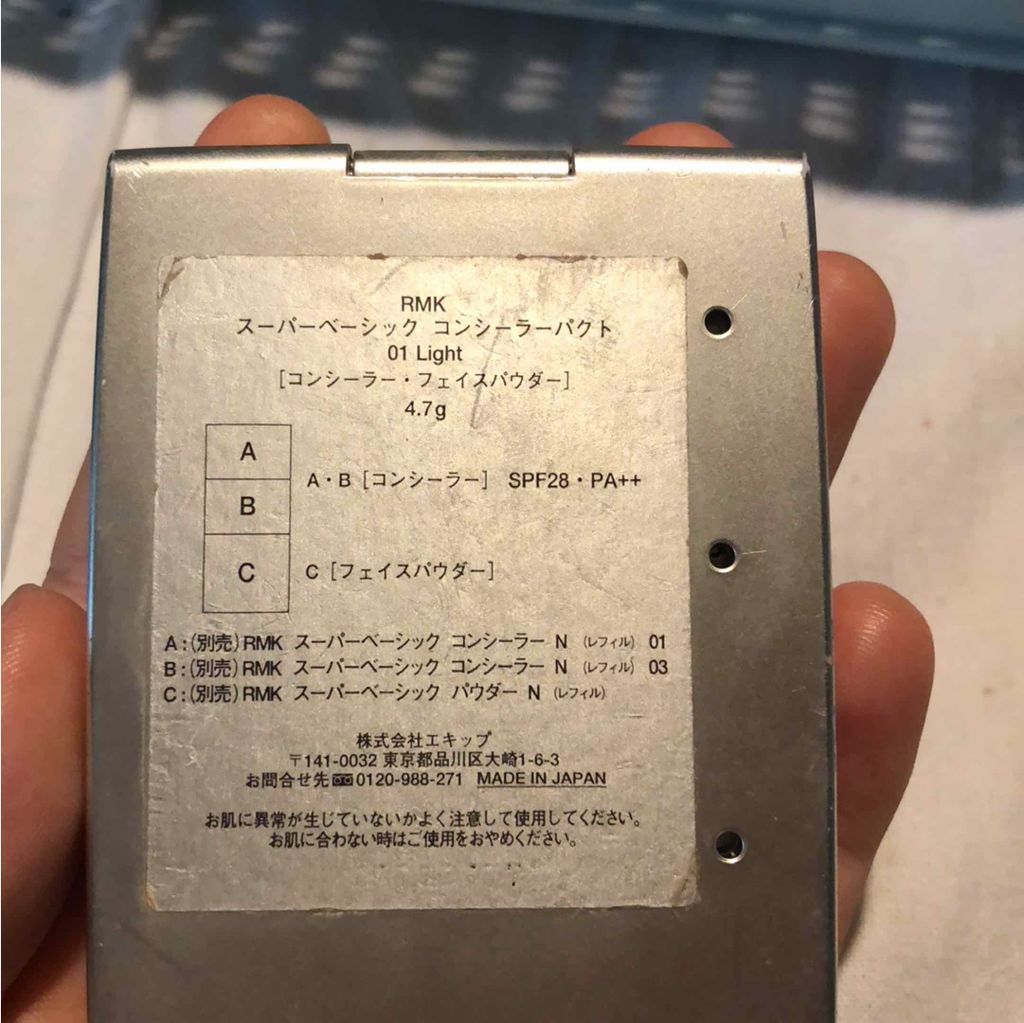 RMK
スーパーベーシック コンシーラーパクト
01 Light
[コンシーラー・フェイスパウダー]
4.7g
A
B
A・B [コンシーラー] SPF28・PA++
C
C [フェイスパウダー]
A:(別売)RMK スーパーベーシック コンシーラー N (レフィル) 01
B:(別売)RMK スーパーベーシック コンシーラー N (レフィル) 03
C:(別売)RMK スーパーベーシック パウダー N (レフィル)
株式会社エキップ
〒141-0032 東京都品川区大崎1-6-3
お問合せ先 0120-988-271 MADE IN JAPAN
お肌に異常が生じていないかよく注意して使用してください。
お肌に合わない時はご使用をおやめください。